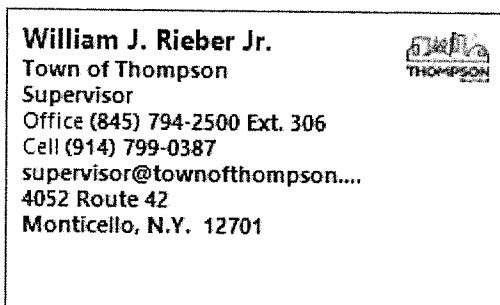 William J. Rieber Jr.
THOMPSON
Town of Thompson
Supervisor
Office (845) 794-2500 Ext. 306
Cell (914) 799-0387
supervisor@townofthompson....
4052 Route 42
Monticello, N.Y. 12701